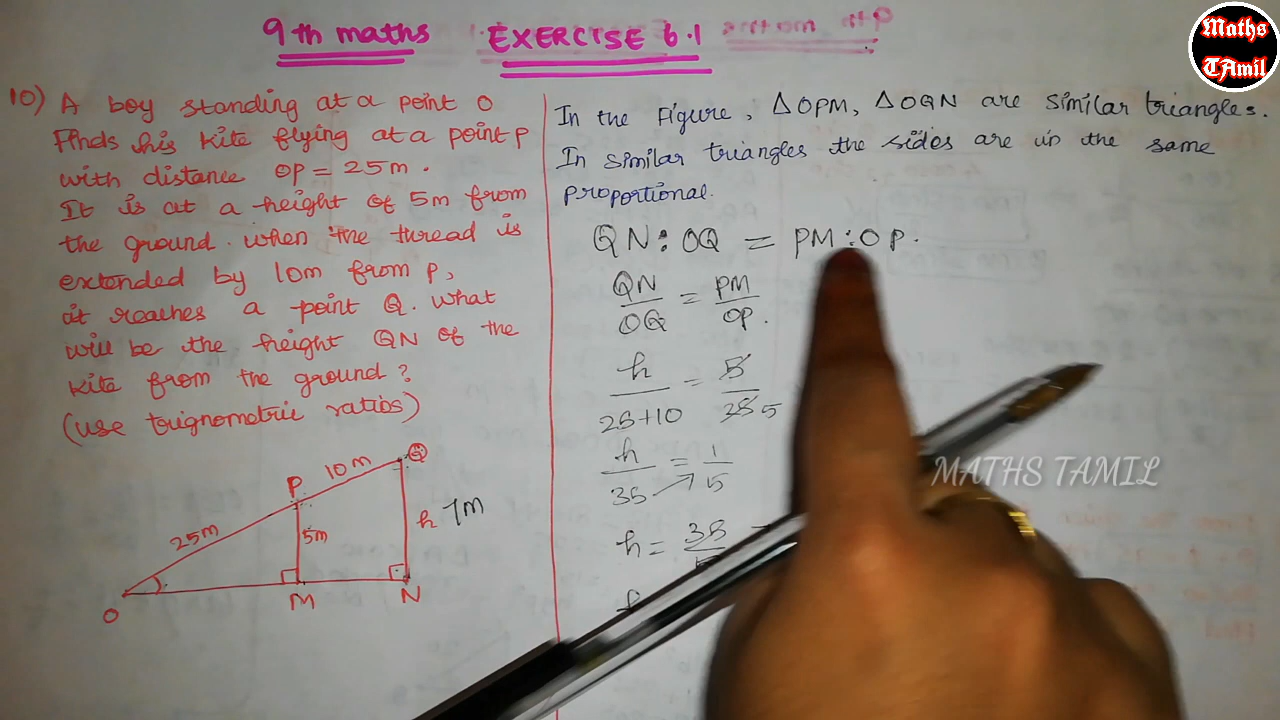 9th maths EXERCISE 6.1
Maths
TAmil
10) A boy standing at a point O
Finds his kite flying at a point P
with distance OP = 25m.
It is at a height of 5m from
the ground. when the thread is
extended by 10m from P,
it reaches a point Q. what
will be the height QN of the
kite from the ground?
(use trignometric ratios)
P 10m Q
25m
5m
h 7m
O M N
In the Figure, △OPM, △OQN are similar triangles.
In similar triangles the sides are in the same
proportional.
QN : OQ = PM : OP.
QN/OQ = PM/OP.
h/25+10 = 5/25 5
h/35 = 1/5
h = 35
MATHS TAMIL